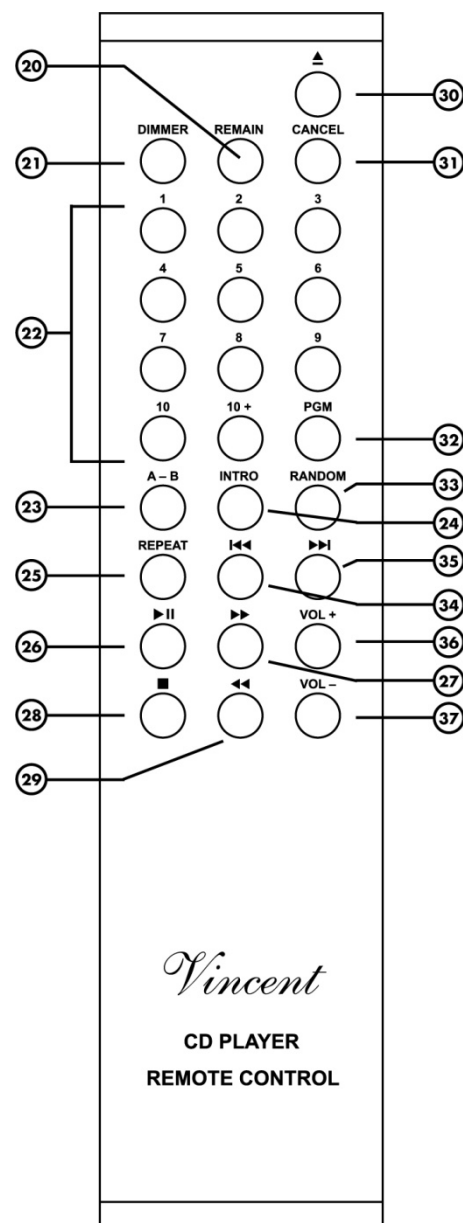 20
⏏
30
DIMMER REMAIN CANCEL
21
31
1 2 3
4 5 6
22
7 8 9
10 10 + PGM
32
A – B INTRO RANDOM
33
23
24
REPEAT I◀◀ ▶▶I
35
25
34
▶II ▶▶ VOL +
26
36
27
■ ◀◀ VOL –
28
37
29
Vincent
CD PLAYER
REMOTE CONTROL